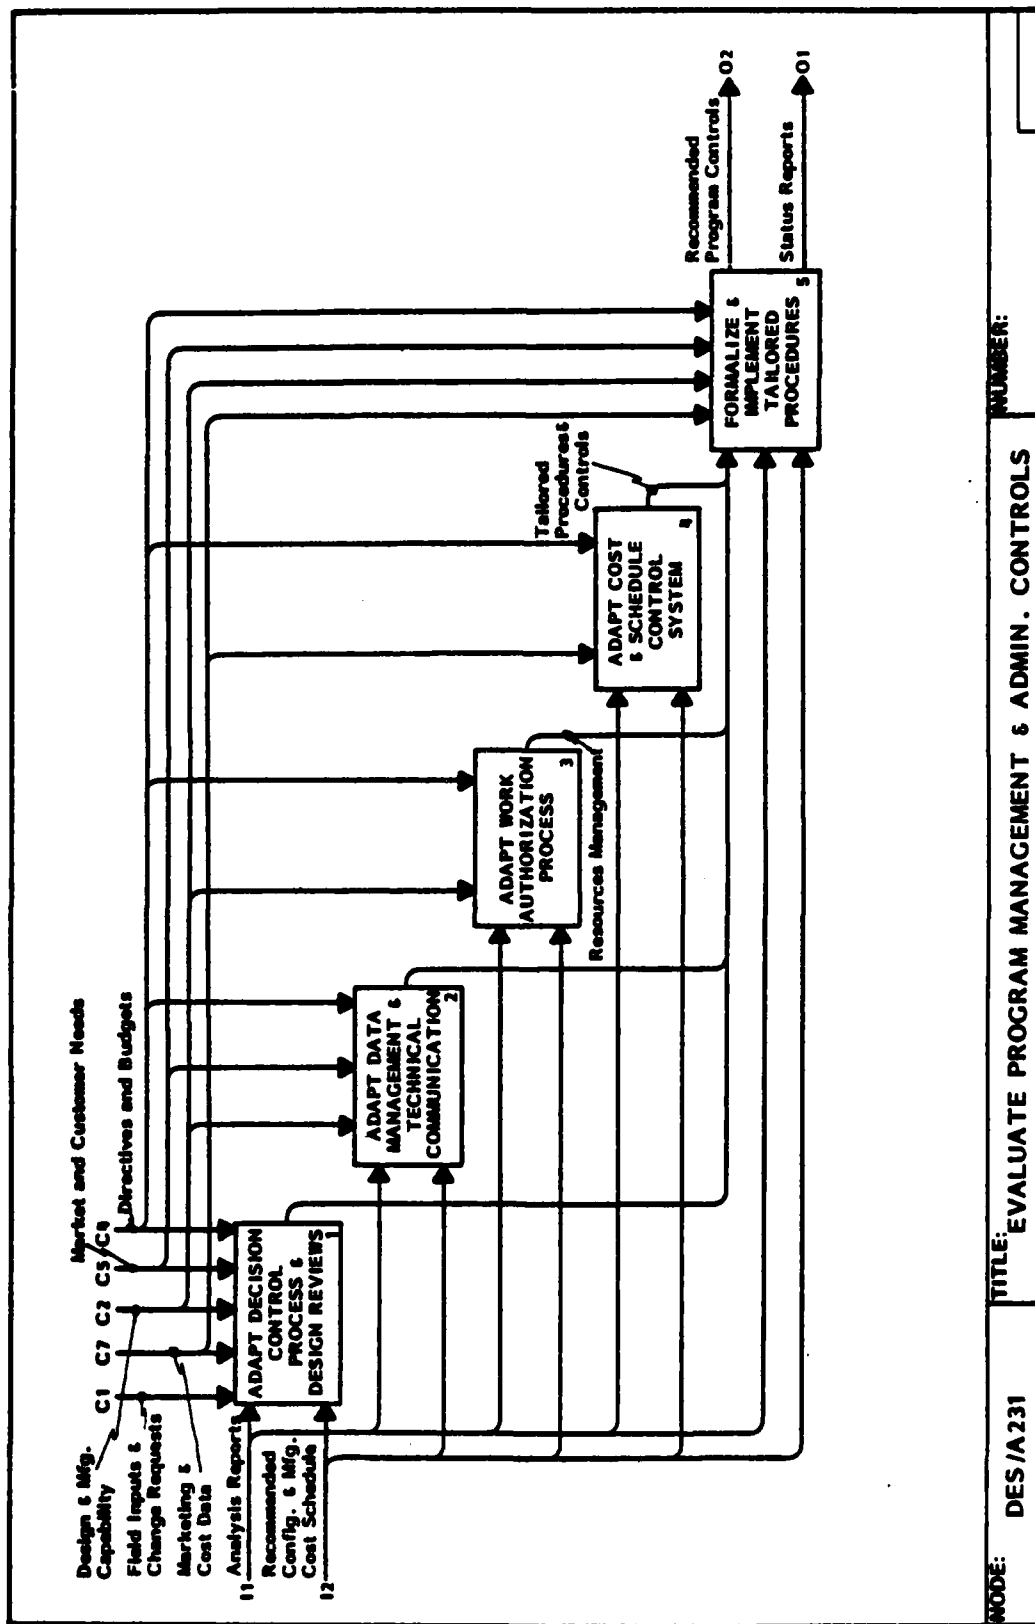 C1
C7
C2
C5
C4
Design & Mfg.
Capability
Field Inputs &
Change Requests
Marketing &
Cost Data
Market and Customer Needs
Directives and Budgets
Analysis Reports
I1
Recommended
Config. & Mfg.
Cost Schedule
I2
ADAPT DECISION
CONTROL
PROCESS &
DESIGN REVIEWS
1
ADAPT DATA
MANAGEMENT &
TECHNICAL
COMMUNICATION
2
ADAPT WORK
AUTHORIZATION
PROCESS
3
Resources Management
ADAPT COST
& SCHEDULE
CONTROL
SYSTEM
4
Tailored
Procedures &
Controls
FORMALIZE &
IMPLEMENT
TAILORED
PROCEDURES
5
Recommended
Program Controls
O2
Status Reports
O1
NODE:
DES/A231
TITLE:
EVALUATE PROGRAM MANAGEMENT & ADMIN. CONTROLS
NUMBER: